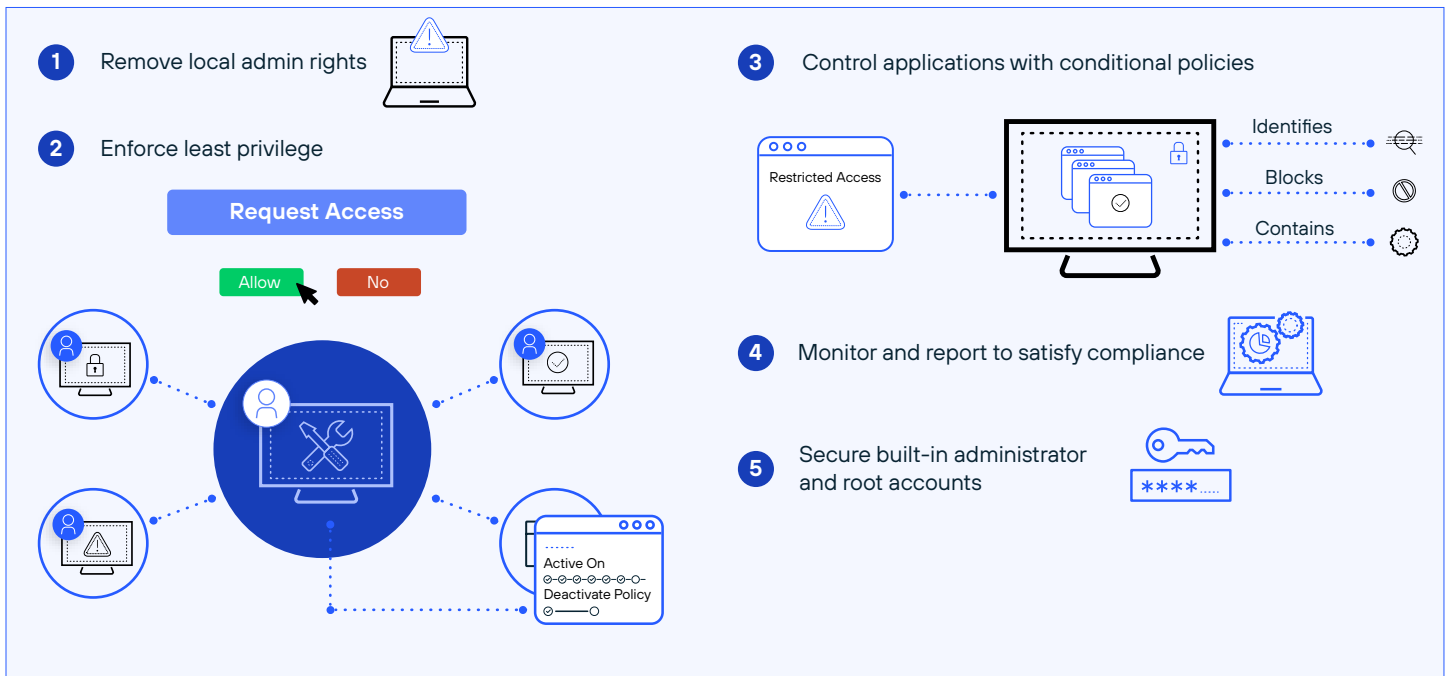 1 Remove local admin rights
2 Enforce least privilege
Request Access
Allow
No
Active On
Deactivate Policy
3 Control applications with conditional policies
Restricted Access
Identifies
Blocks
Contains
4 Monitor and report to satisfy compliance
5 Secure built-in administrator
and root accounts
****.....